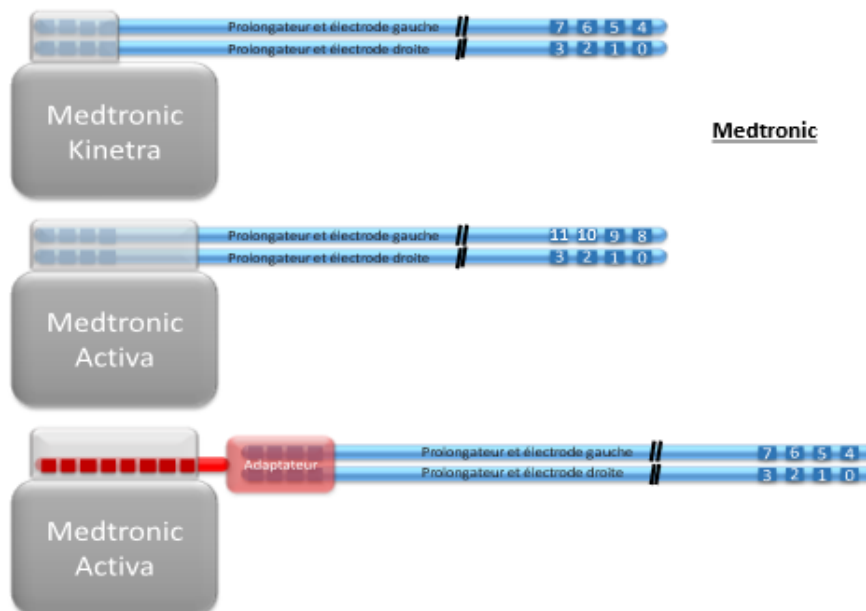 Prolongateur et électrode gauche 7 6 5 4
Prolongateur et électrode droite 3 2 1 0
Medtronic
Kinetra
Medtronic
Prolongateur et électrode gauche 11 10 9 8
Prolongateur et électrode droite 3 2 1 0
Medtronic
Activa
Adaptateur
Prolongateur et électrode gauche 7 6 5 4
Prolongateur et électrode droite 3 2 1 0
Medtronic
Activa